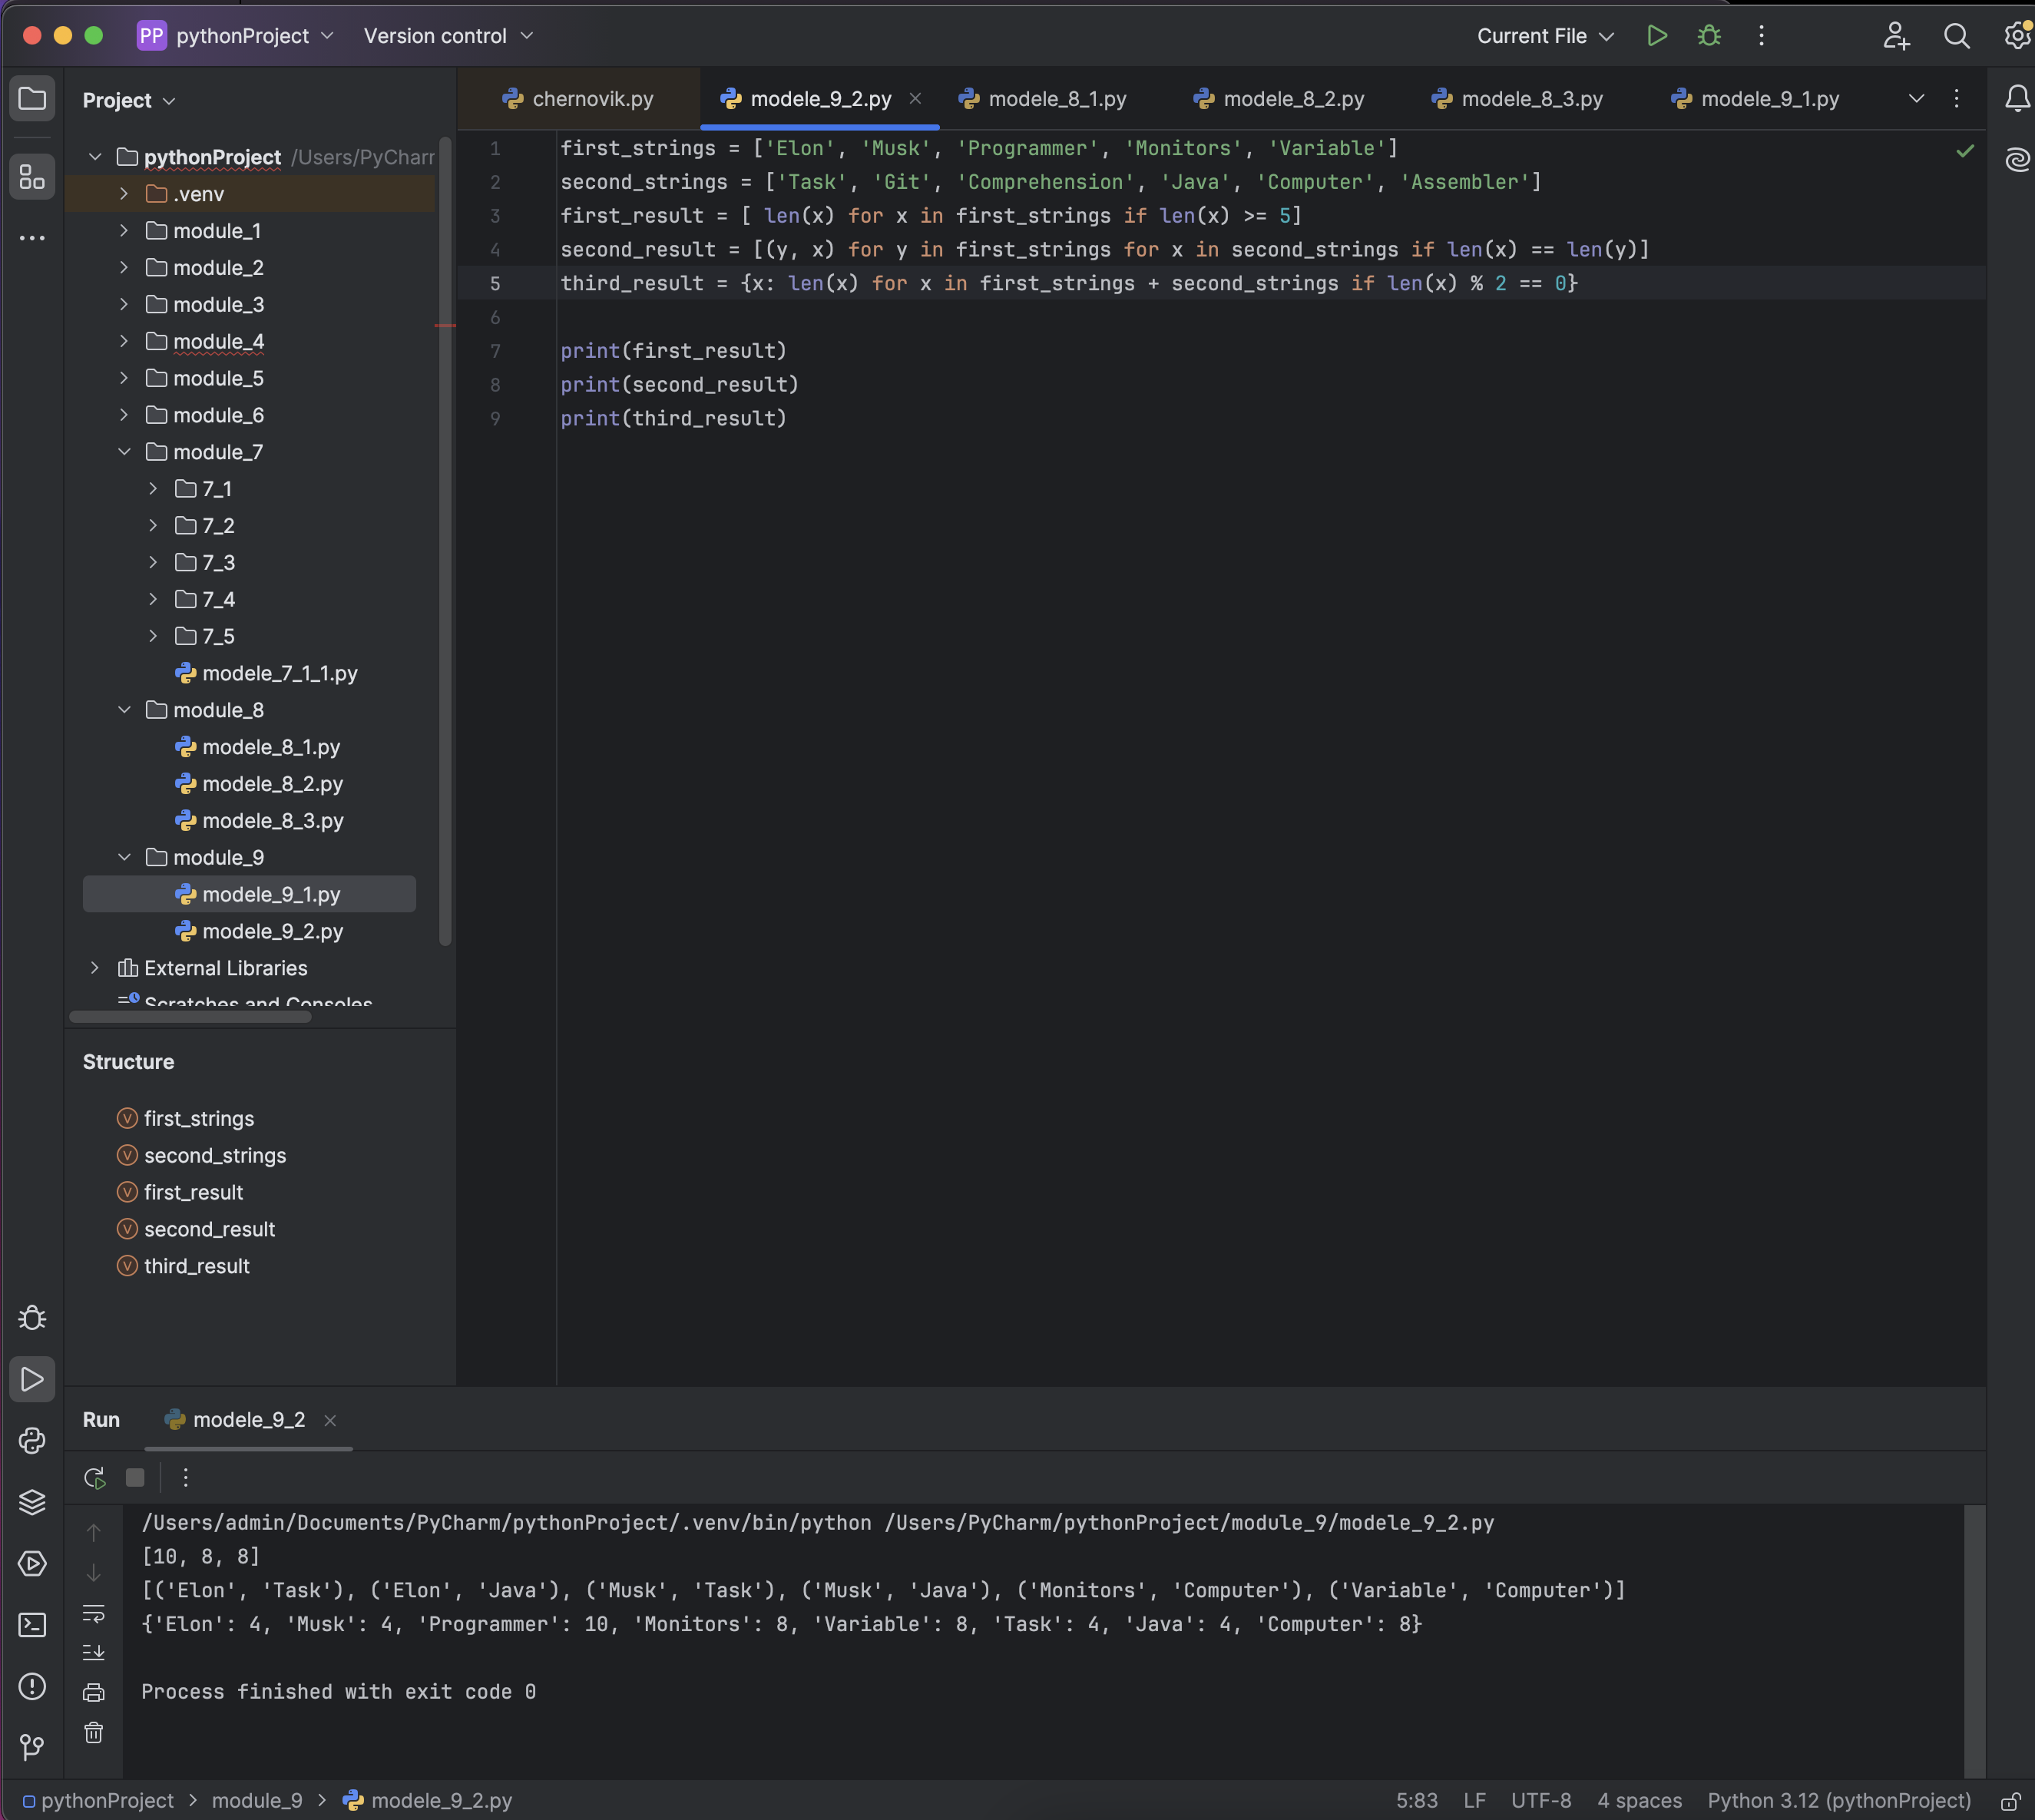 PP pythonProject Version control Current File
Project
chernovik.py modele_9_2.py modele_8_1.py modele_8_2.py modele_8_3.py modele_9_1.py
pythonProject /Users/PyCharr
.venv
module_1
module_2
module_3
module_4
module_5
module_6
module_7
7_1
7_2
7_3
7_4
7_5
modele_7_1_1.py
module_8
modele_8_1.py
modele_8_2.py
modele_8_3.py
module_9
modele_9_1.py
modele_9_2.py
External Libraries
Scratches and Consoles
1 first_strings = ['Elon', 'Musk', 'Programmer', 'Monitors', 'Variable']
2 second_strings = ['Task', 'Git', 'Comprehension', 'Java', 'Computer', 'Assembler']
3 first_result = [ len(x) for x in first_strings if len(x) >= 5]
4 second_result = [(y, x) for y in first_strings for x in second_strings if len(x) == len(y)]
5 third_result = {x: len(x) for x in first_strings + second_strings if len(x) % 2 == 0}
6
7 print(first_result)
8 print(second_result)
9 print(third_result)
Structure
V first_strings
V second_strings
V first_result
V second_result
V third_result
Run modele_9_2
/Users/admin/Documents/PyCharm/pythonProject/.venv/bin/python /Users/PyCharm/pythonProject/module_9/modele_9_2.py
[10, 8, 8]
[('Elon', 'Task'), ('Elon', 'Java'), ('Musk', 'Task'), ('Musk', 'Java'), ('Monitors', 'Computer'), ('Variable', 'Computer')]
{'Elon': 4, 'Musk': 4, 'Programmer': 10, 'Monitors': 8, 'Variable': 8, 'Task': 4, 'Java': 4, 'Computer': 8}
Process finished with exit code 0
pythonProject > module_9 > modele_9_2.py 5:83 LF UTF-8 4 spaces Python 3.12 (pythonProject)